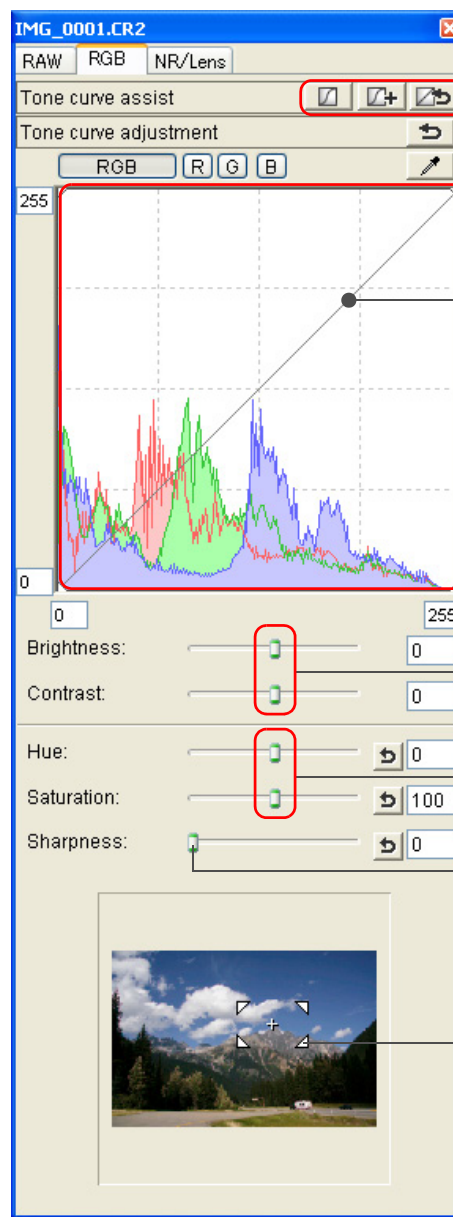 IMG_0001.CR2
RAW RGB NR/Lens
Tone curve assist
Tone curve adjustment
RGB R G B
255
0
0 255
Brightness: 0
Contrast: 0
Hue: 0
Saturation: 100
Sharpness: 0